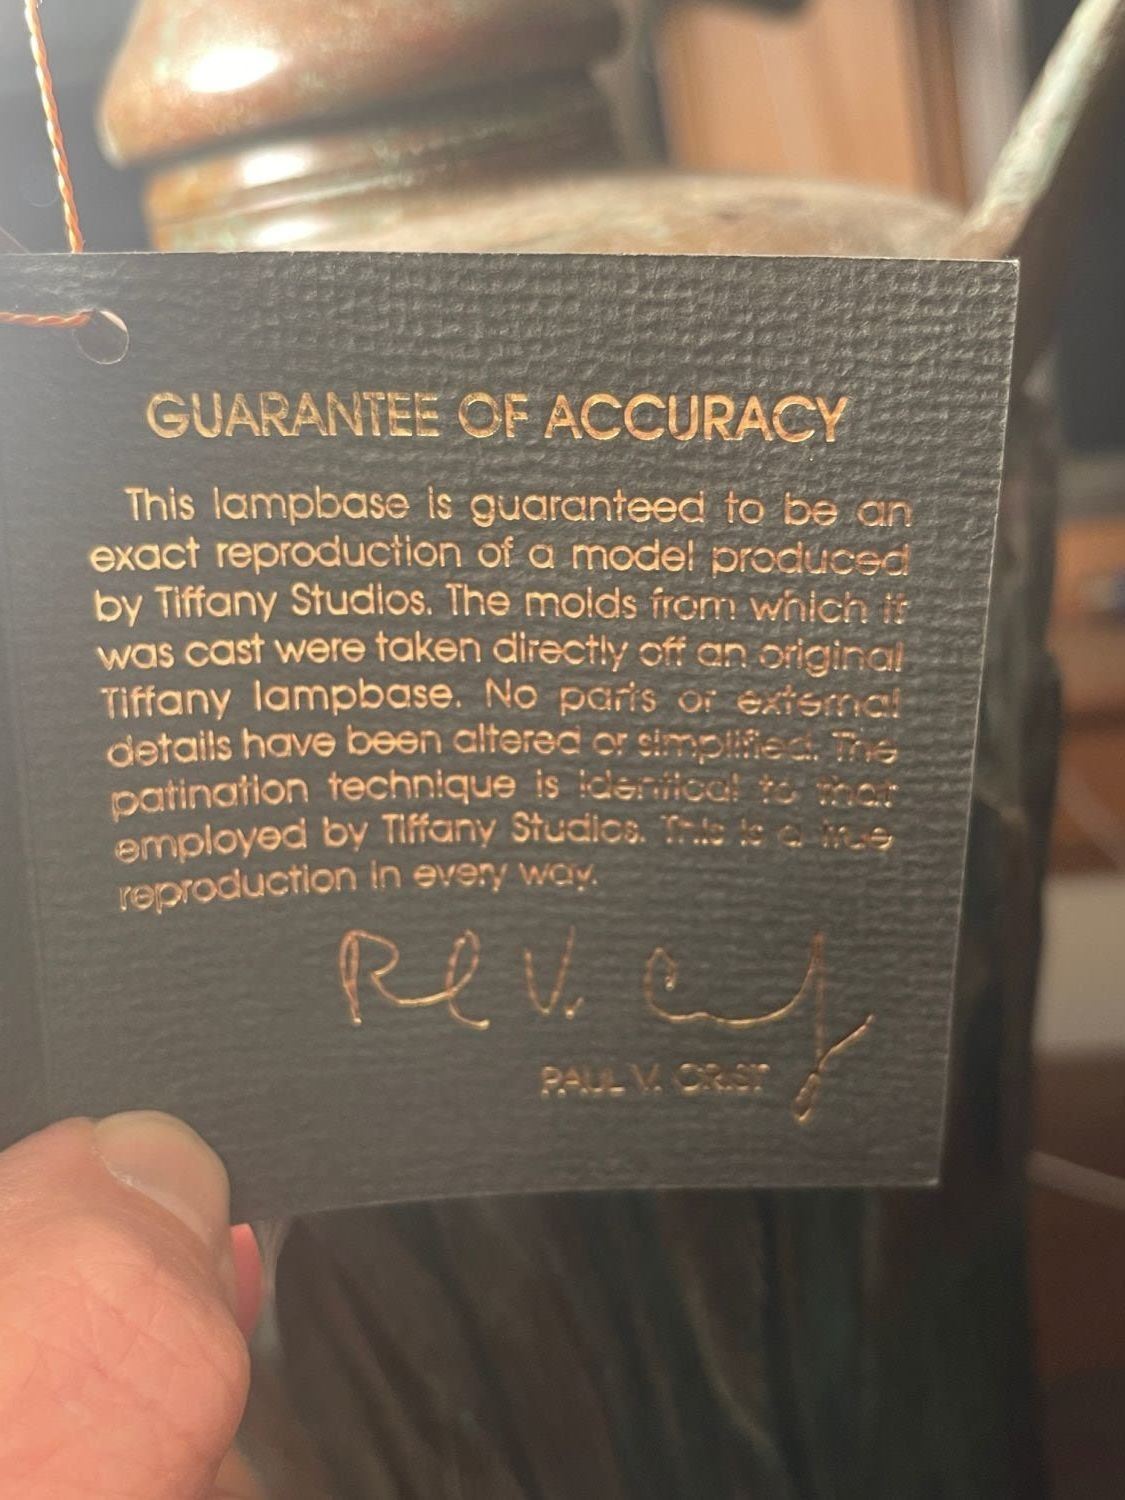 GUARANTEE OF ACCURACY
This lampbase is guaranteed to be an
exact reproduction of a model produced
by Tiffany Studios. The molds from which it
was cast were taken directly off an original
Tiffany lampbase. No parts or external
details have been altered or simplified. The
patination technique is identical to that
employed by Tiffany Studios. This is a true
reproduction in every way.
Paul V. Crist
PAUL V. CRIST